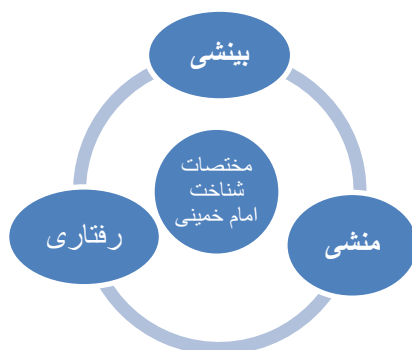 بینشی
مختصات
شناخت
امام خمینی
منشی
رفتاری